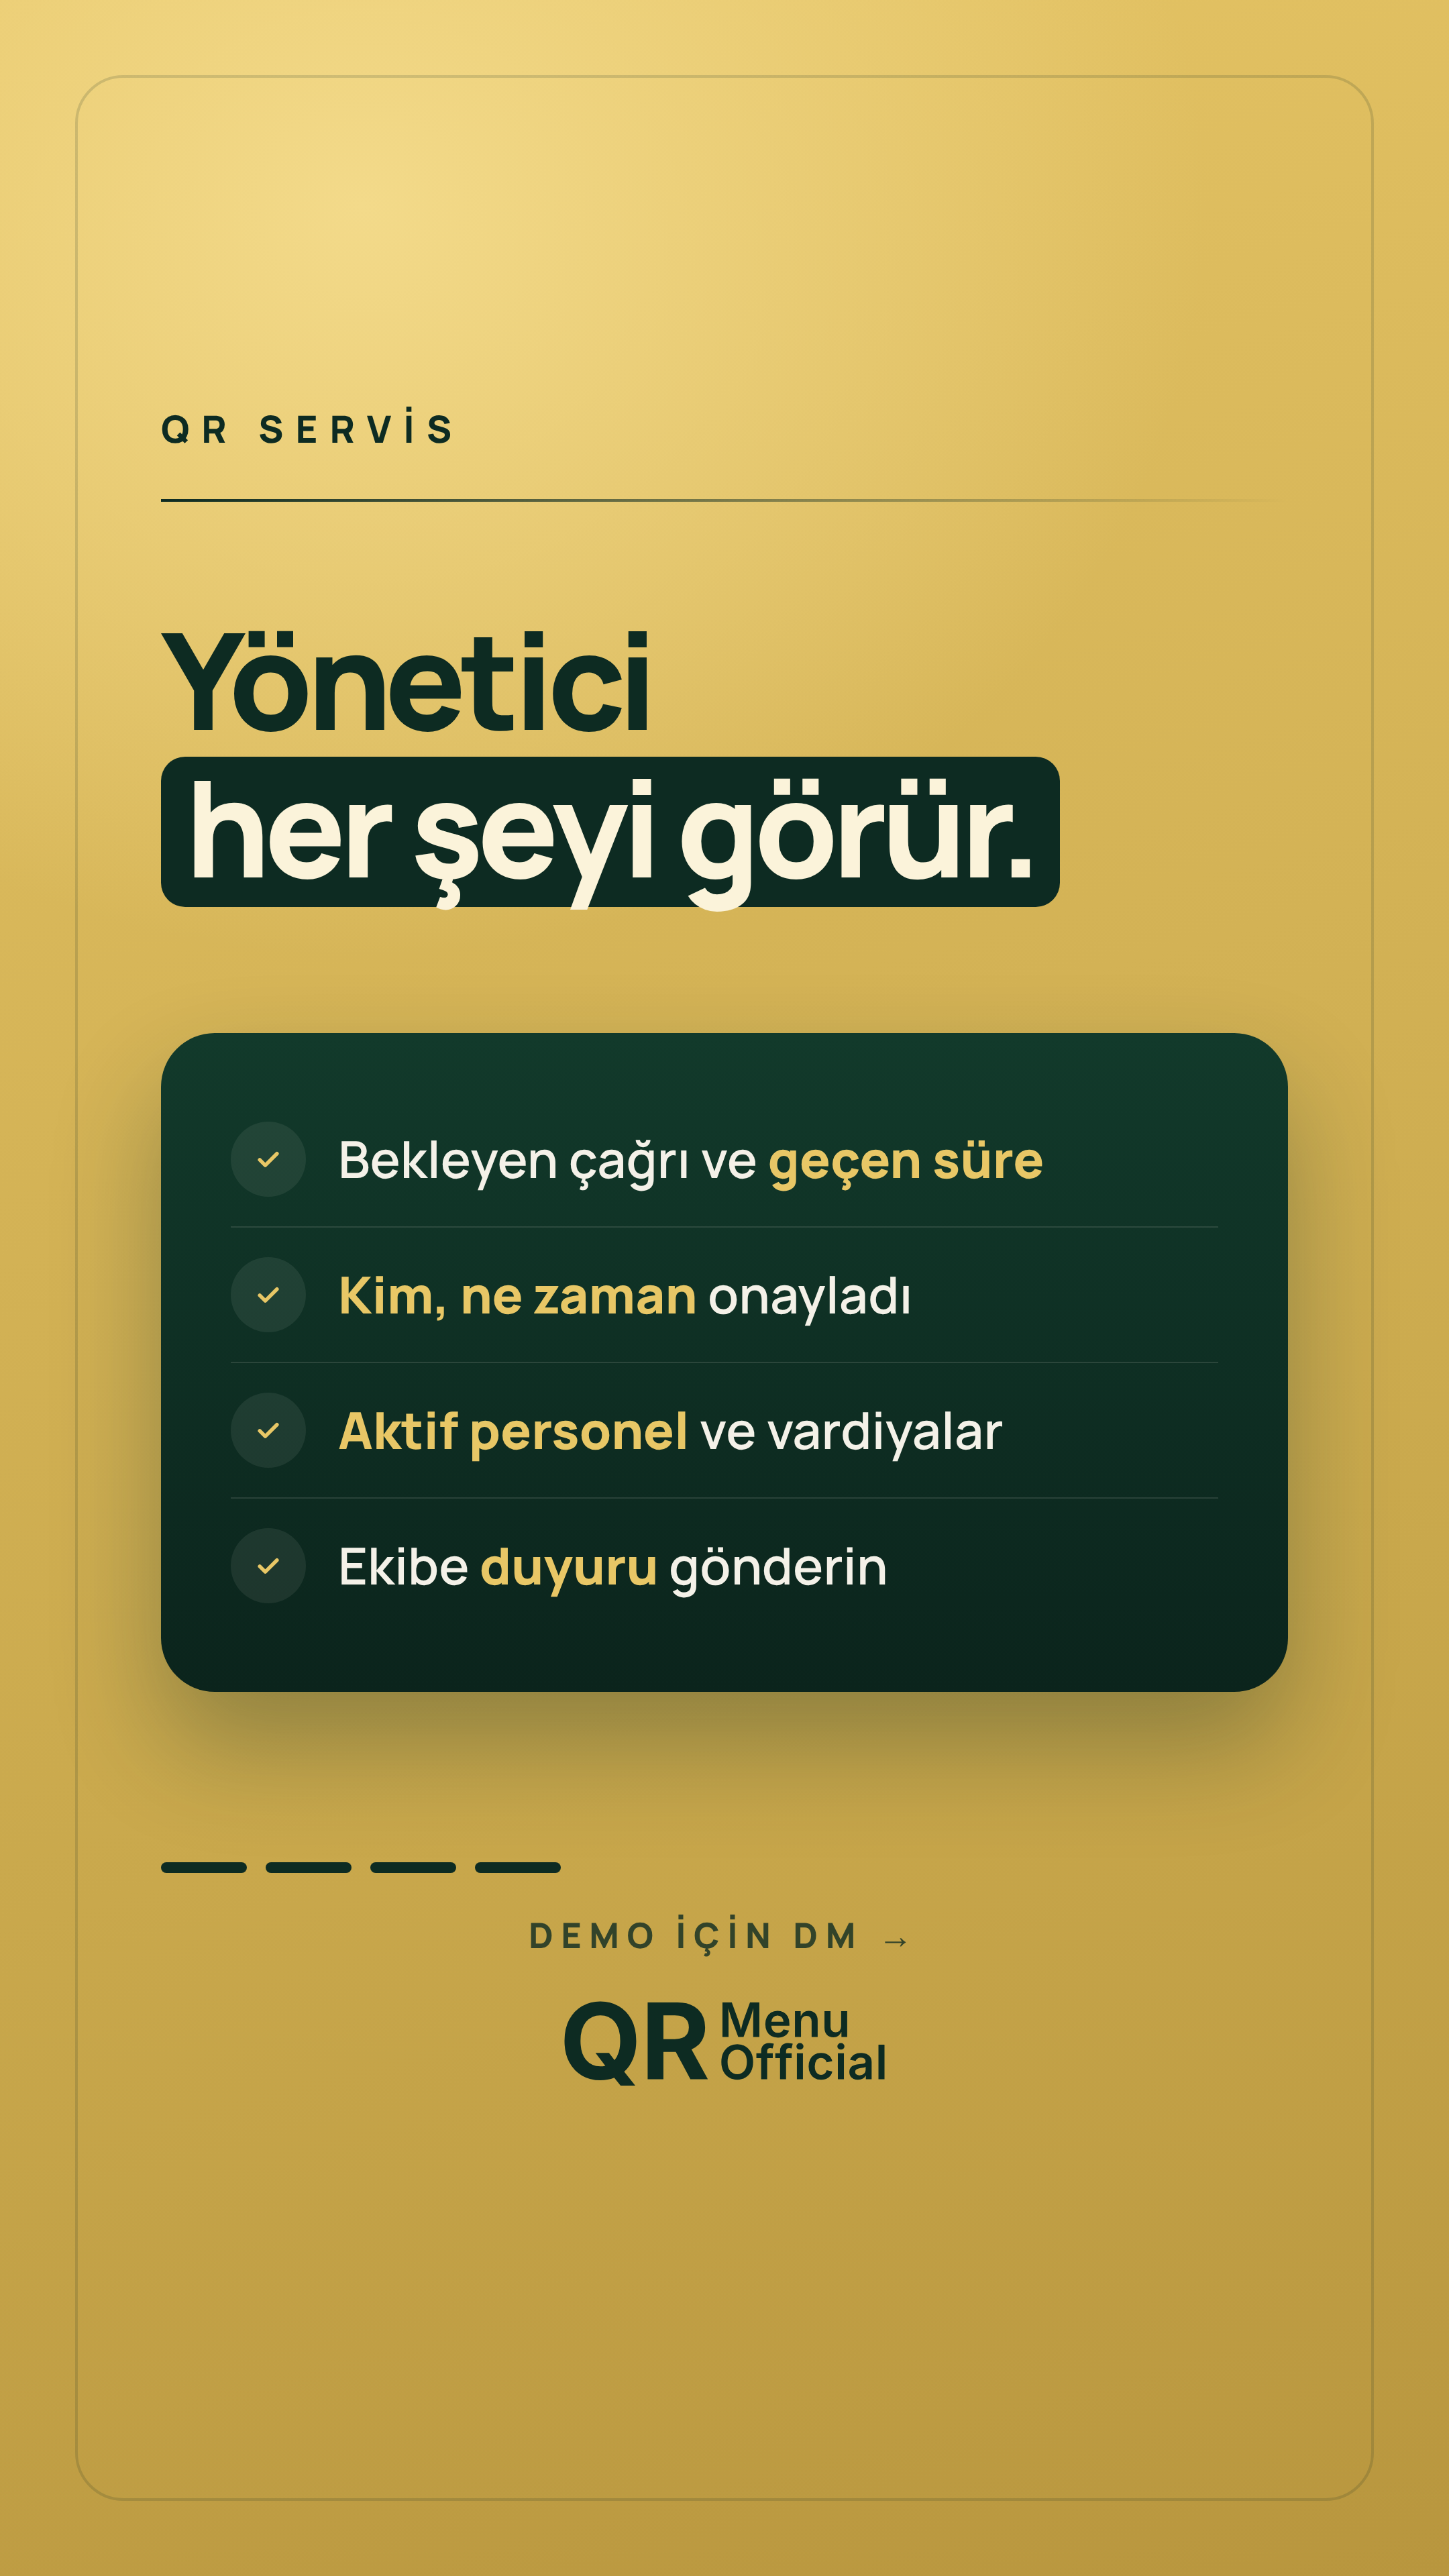 QR SERVİS
Yönetici
her şeyi görür.
Bekleyen çağrı ve geçen süre
Kim, ne zaman onayladı
Aktif personel ve vardiyalar
Ekibe duyuru gönderin
DEMO İÇİN DM →
QR Menu
Official